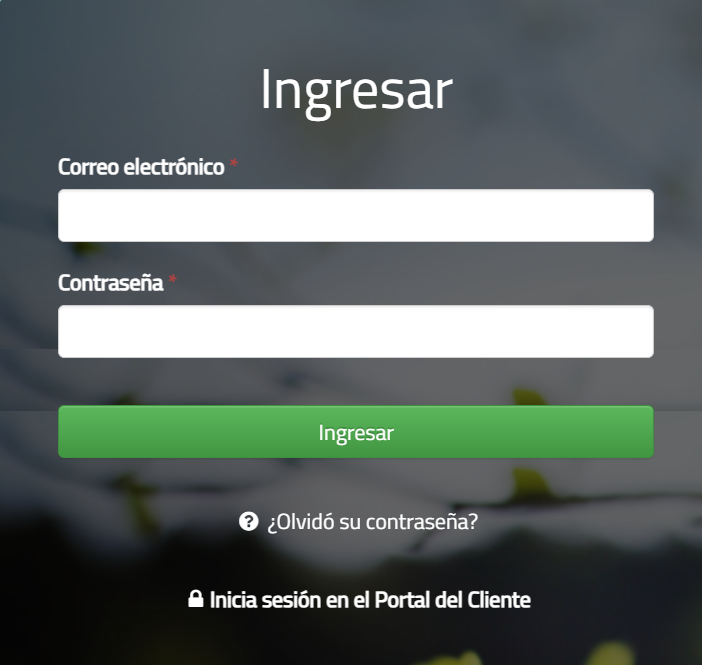 Ingresar
Correo electrónico *
Contraseña *
Ingresar
¿Olvidó su contraseña?
Inicia sesión en el Portal del Cliente